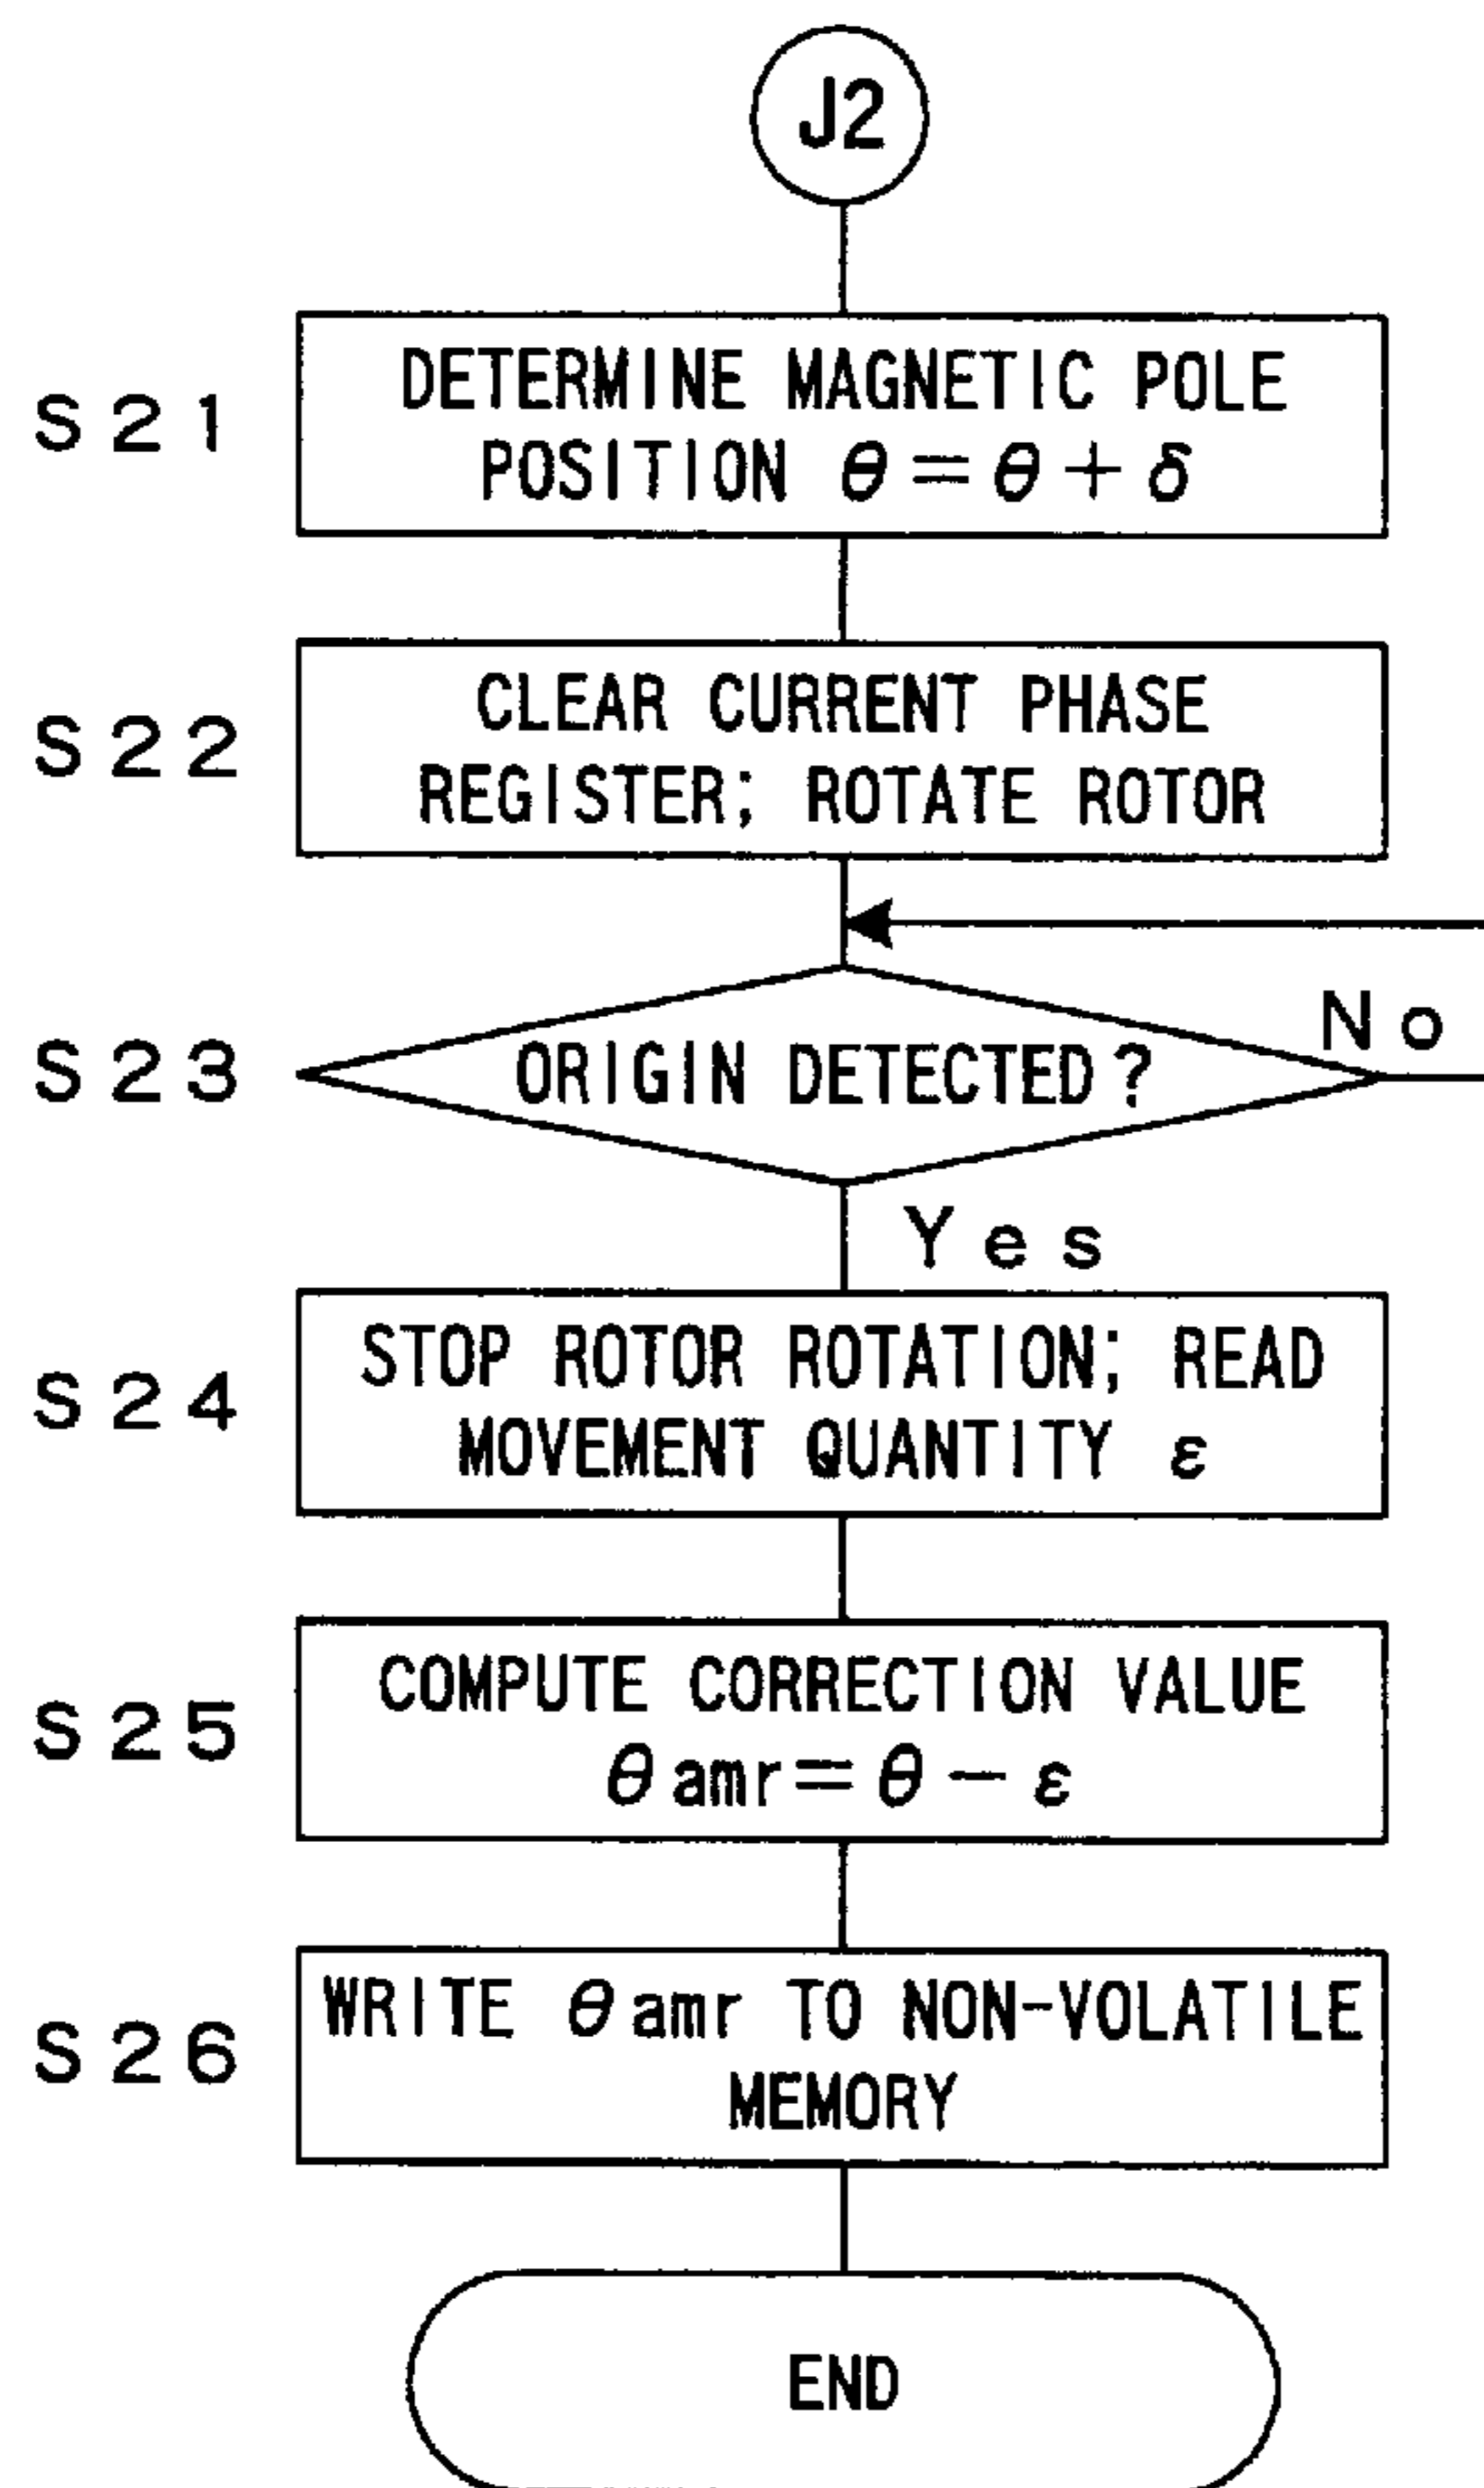 J2
S21
DETERMINE MAGNETIC POLE
POSITION θ=θ+δ
S22
CLEAR CURRENT PHASE
REGISTER; ROTATE ROTOR
S23
ORIGIN DETECTED?
No
Yes
S24
STOP ROTOR ROTATION; READ
MOVEMENT QUANTITY ε
S25
COMPUTE CORRECTION VALUE
θamr=θ-ε
S26
WRITE θamr TO NON-VOLATILE
MEMORY
END